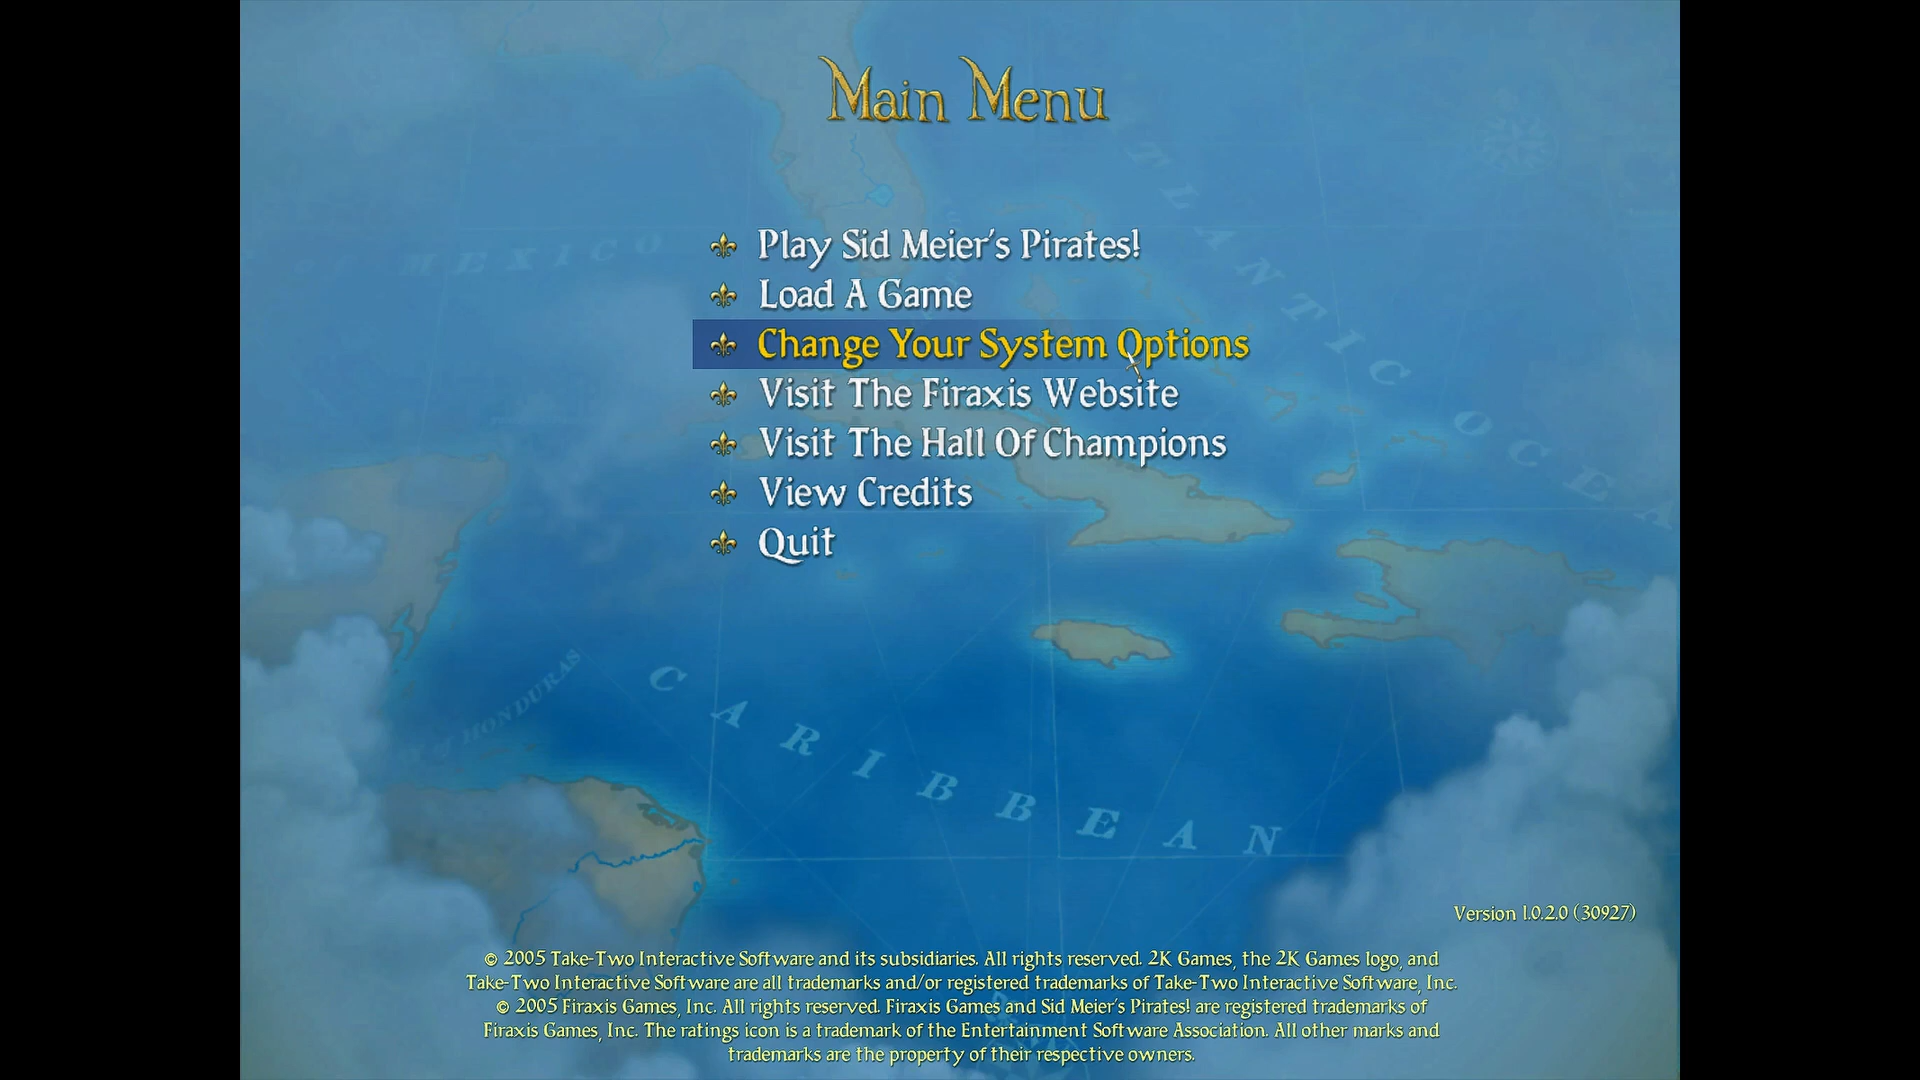 Main Menu
Play Sid Meier's Pirates!
Load A Game
Change Your System Options
Visit The Firaxis Website
Visit The Hall Of Champions
View Credits
Quit
MEXICO
ATLANTIC OCEA
HONDURAS
CARIBBEAN
Version 1.0.2.0 (30927)
© 2005 Take-Two Interactive Software and its subsidiaries. All rights reserved. 2K Games, the 2K Games logo, and
Take-Two Interactive Software are all trademarks and/or registered trademarks of Take-Two Interactive Software, Inc.
© 2005 Firaxis Games, Inc. All rights reserved. Firaxis Games and Sid Meier's Pirates! are registered trademarks of
Firaxis Games, Inc. The ratings icon is a trademark of the Entertainment Software Association. All other marks and
trademarks are the property of their respective owners.